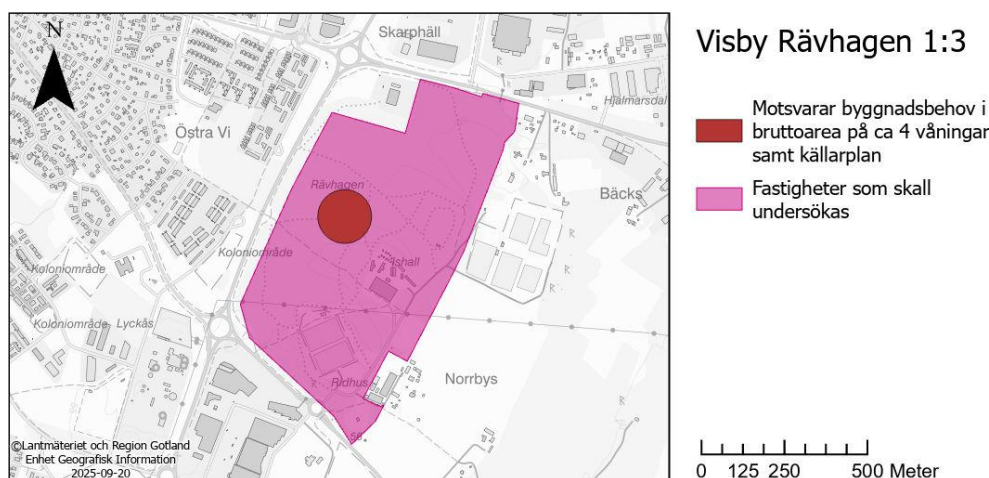 N
Skarphäll
Hjalmarsdal
Östra Vi
Rävhagen
Bäcks
Koloniområde
Ishall
Koloniområde
Koloniområde
Lyckås
Norrbys
Ridhus
56
©Lantmäteriet och Region Gotland
Enhet Geografisk Information
2025-09-20
Visby Rävhagen 1:3
Motsvarar byggnadsbehov i
bruttoarea på ca 4 våningar
samt källarplan
Fastigheter som skall
undersökas
0 125 250 500 Meter